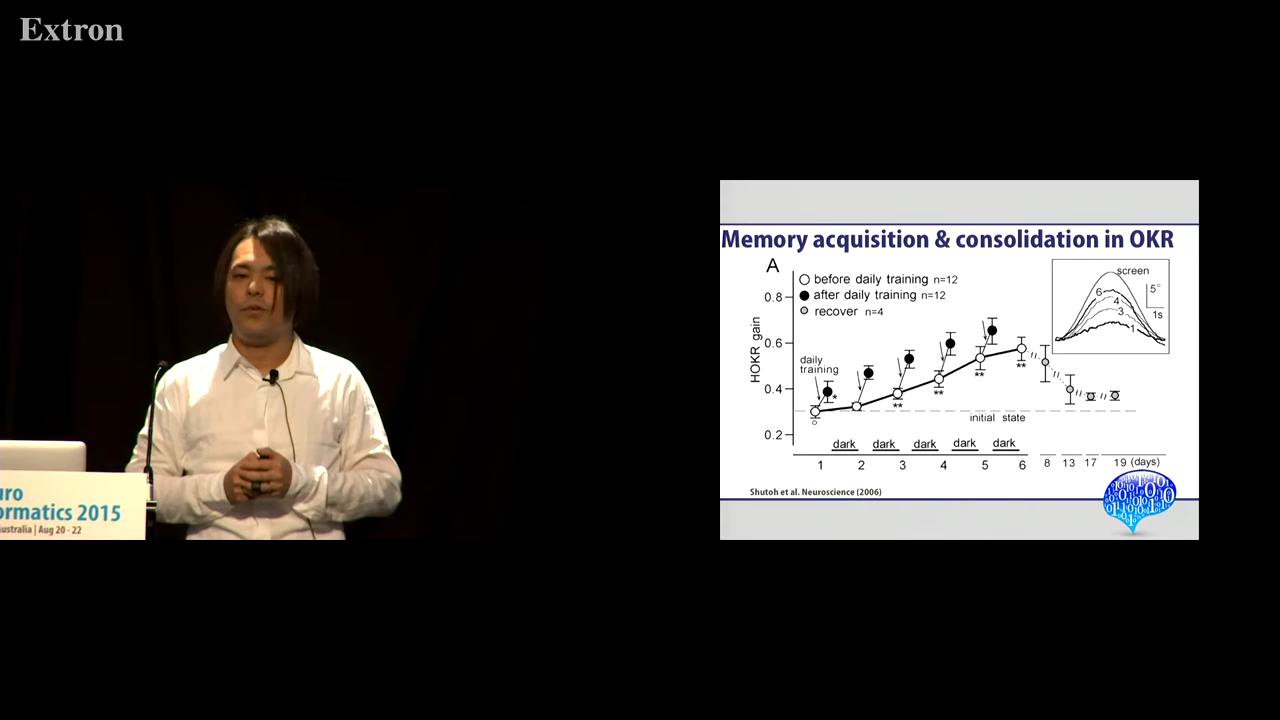 Extron
uro
ormatics 2015
ustralia | Aug 20 - 22
Memory acquisition & consolidation in OKR
A
before daily training n=12
after daily training n=12
recover n=4
HOKR gain
0.8
0.6
0.4
0.2
daily
training
*
**
**
**
**
initial state
dark
dark
dark
dark
dark
1 2 3 4 5 6 8 13 17 19 (days)
screen
6
4
3
1
5°
1s
Shutoh et al. Neuroscience (2006)